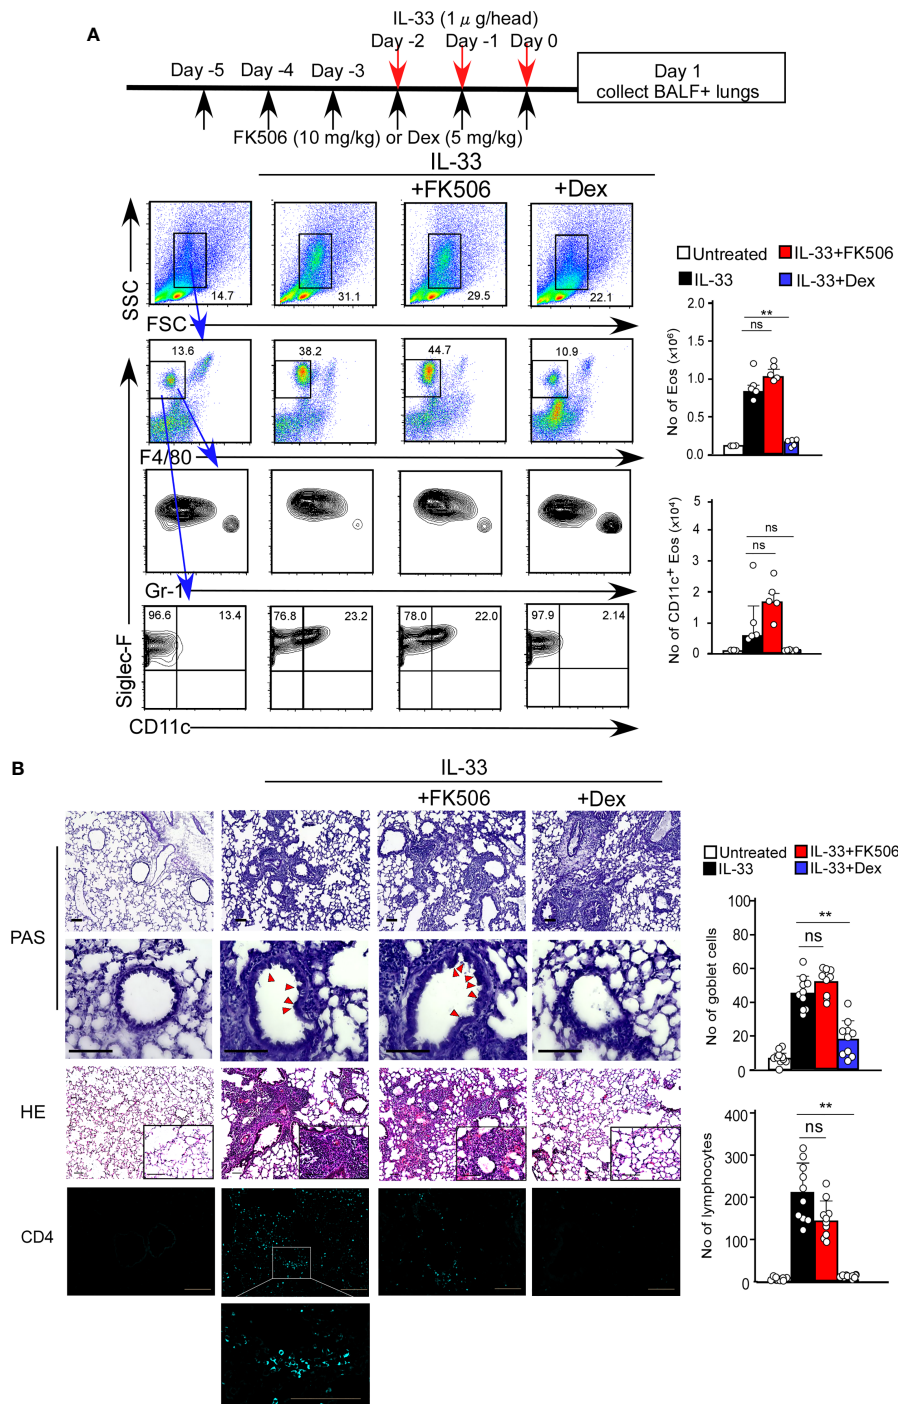 A
IL-33 (1 μ g/head)
Day -2 Day -1 Day 0
Day -5 Day -4 Day -3
Day 1
collect BALF+ lungs
FK506 (10 mg/kg) or Dex (5 mg/kg)
IL-33
+FK506 +Dex
SSC
14.7 31.1 29.5 22.1
FSC
13.6 38.2 44.7 10.9
F4/80
Gr-1
Siglec-F
96.6 13.4 76.8 23.2 78.0 22.0 97.9 2.14
CD11c
Untreated IL-33+FK506
IL-33 IL-33+Dex
No of Eos (x10⁶)
2.0
1.5
1.0
0.5
0.0
**
ns
No of CD11c⁺ Eos (x10⁴)
5
4
3
2
1
0
ns
ns
B
IL-33
+FK506 +Dex
PAS
HE
CD4
Untreated IL-33+FK506
IL-33 IL-33+Dex
No of goblet cells
100
80
60
40
20
0
**
ns
No of lymphocytes
400
300
200
100
0
**
ns